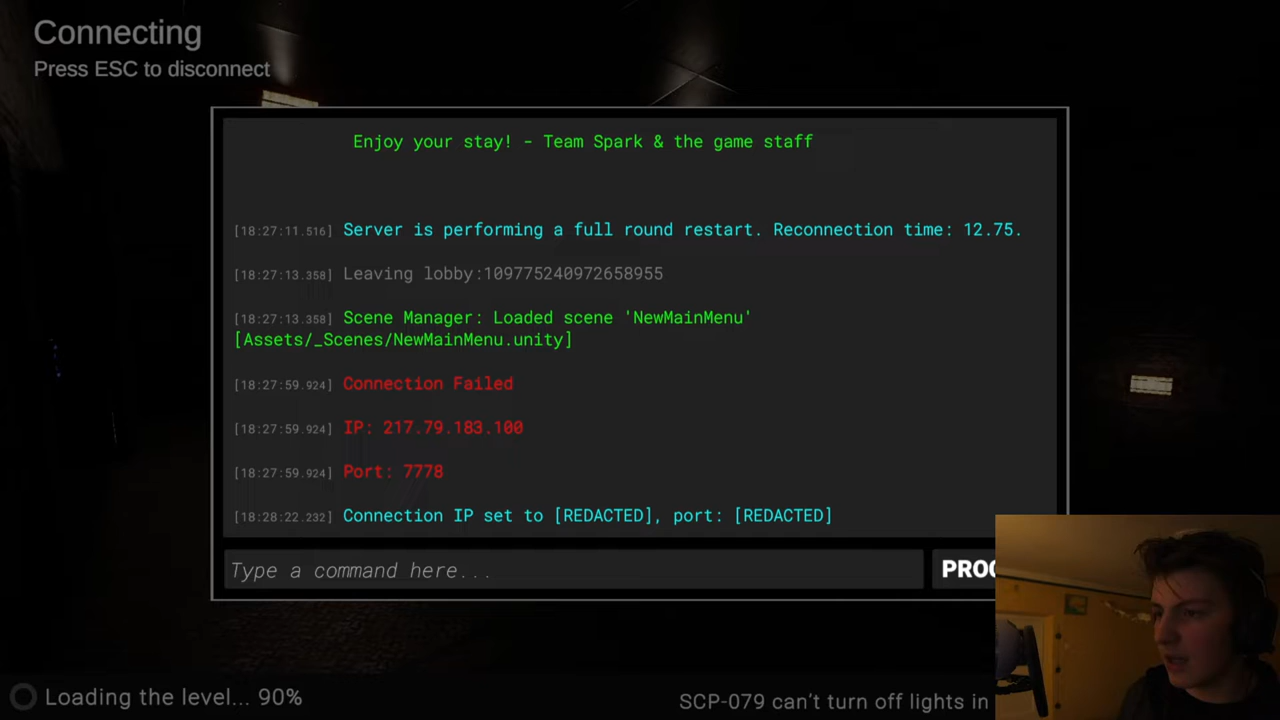 Connecting
Press ESC to disconnect
Enjoy your stay! - Team Spark & the game staff
[18:27:11.516] Server is performing a full round restart. Reconnection time: 12.75.
[18:27:13.358] Leaving lobby:109775240972658955
[18:27:13.358] Scene Manager: Loaded scene 'NewMainMenu'
[Assets/_Scenes/NewMainMenu.unity]
[18:27:59.924] Connection Failed
[18:27:59.924] IP: 217.79.183.100
[18:27:59.924] Port: 7778
[18:28:22.232] Connection IP set to [REDACTED], port: [REDACTED]
Type a command here...
Loading the level... 90%
SCP-079 can't turn off lights in